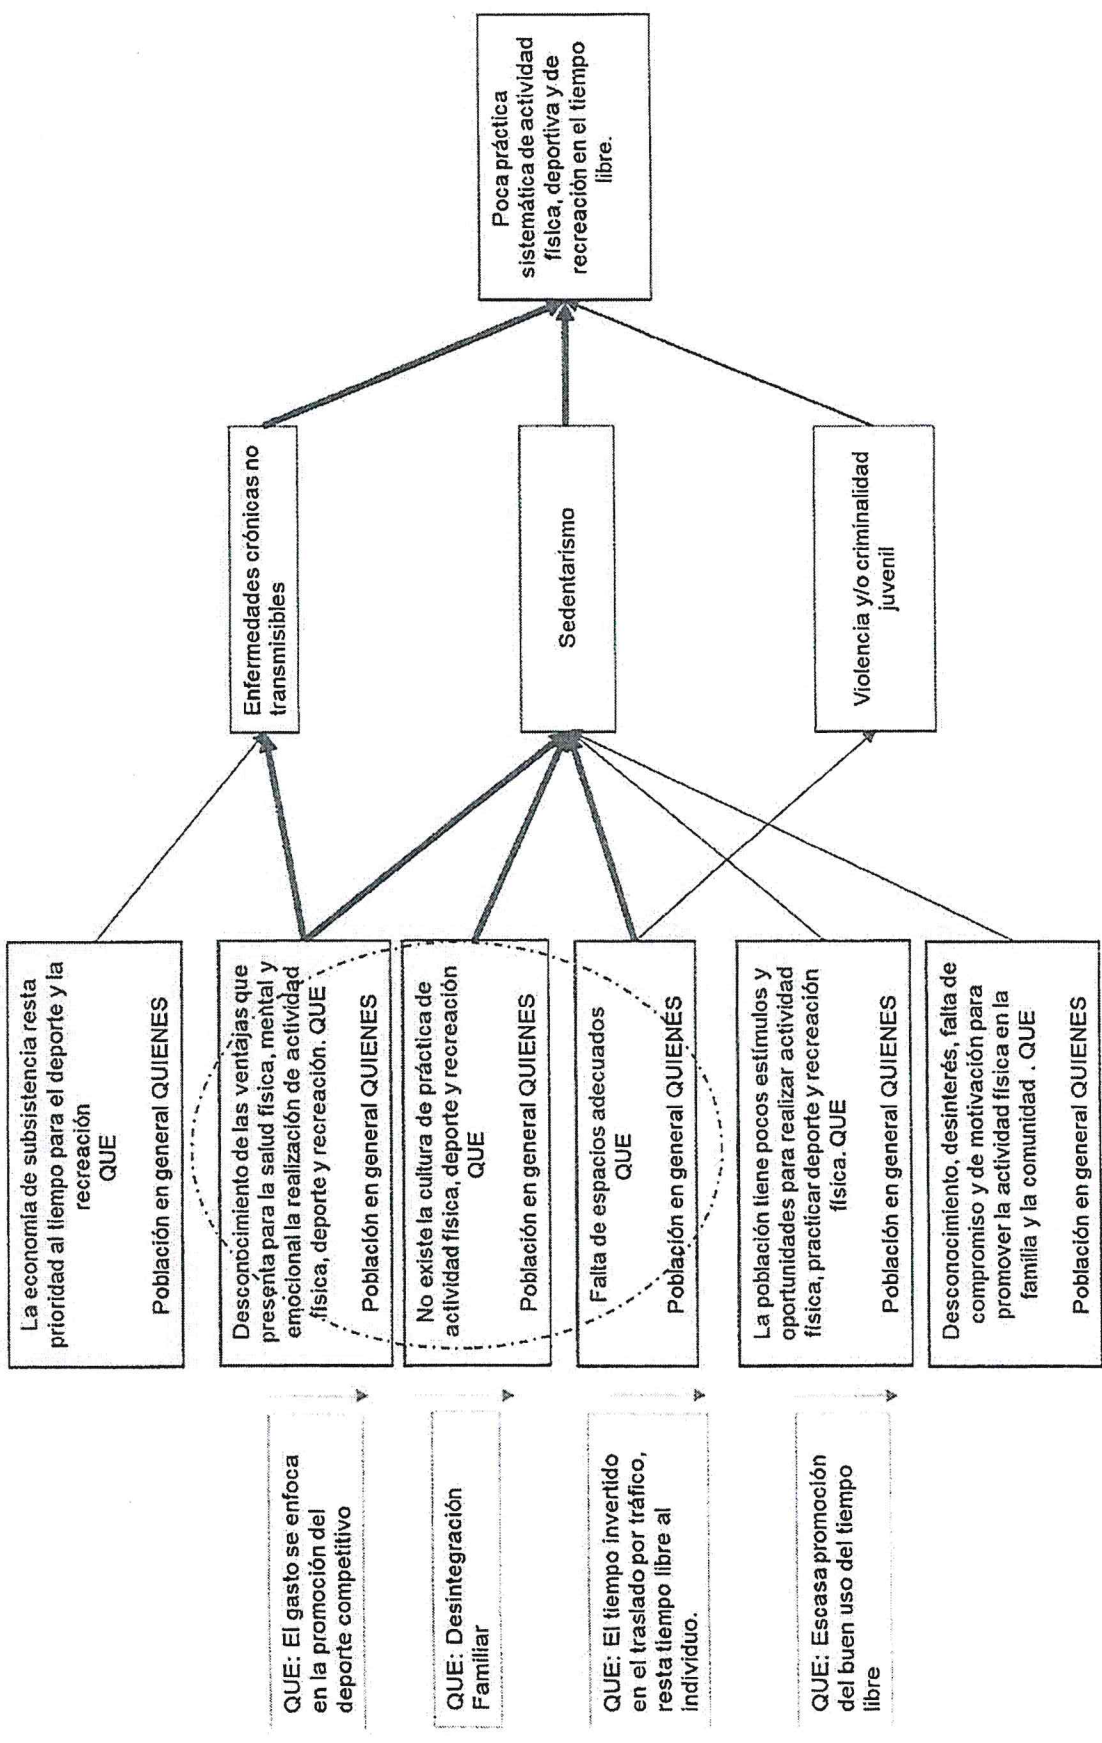 La economía de subsistencia resta
prioridad al tiempo para el deporte y la
recreación
QUE
Población en general QUIENES
Desconocimiento de las ventajas que
presenta para la salud física, mental y
emocional la realización de actividad
física, deporte y recreación. QUE
Población en general QUIENES
No existe la cultura de práctica de
actividad física, deporte y recreación
QUE
Población en general QUIENES
Falta de espacios adecuados
QUE
Población en general QUIENES
La población tiene pocos estímulos y
oportunidades para realizar actividad
física, practicar deporte y recreación
física. QUE
Población en general QUIENES
Desconocimiento, desinterés, falta de
compromiso y de motivación para
promover la actividad física en la
familia y la comunidad . QUE
Población en general QUIENES
QUE: El gasto se enfoca
en la promoción del
deporte competitivo
QUE: Desintegración
Familiar
QUE: El tiempo invertido
en el traslado por tráfico,
resta tiempo libre al
individuo.
QUE: Escasa promoción
del buen uso del tiempo
libre
Enfermedades crónicas no
transmisibles
Sedentarismo
Violencia y/o criminalidad
juvenil
Poca práctica
sistemática de actividad
física, deportiva y de
recreación en el tiempo
libre.